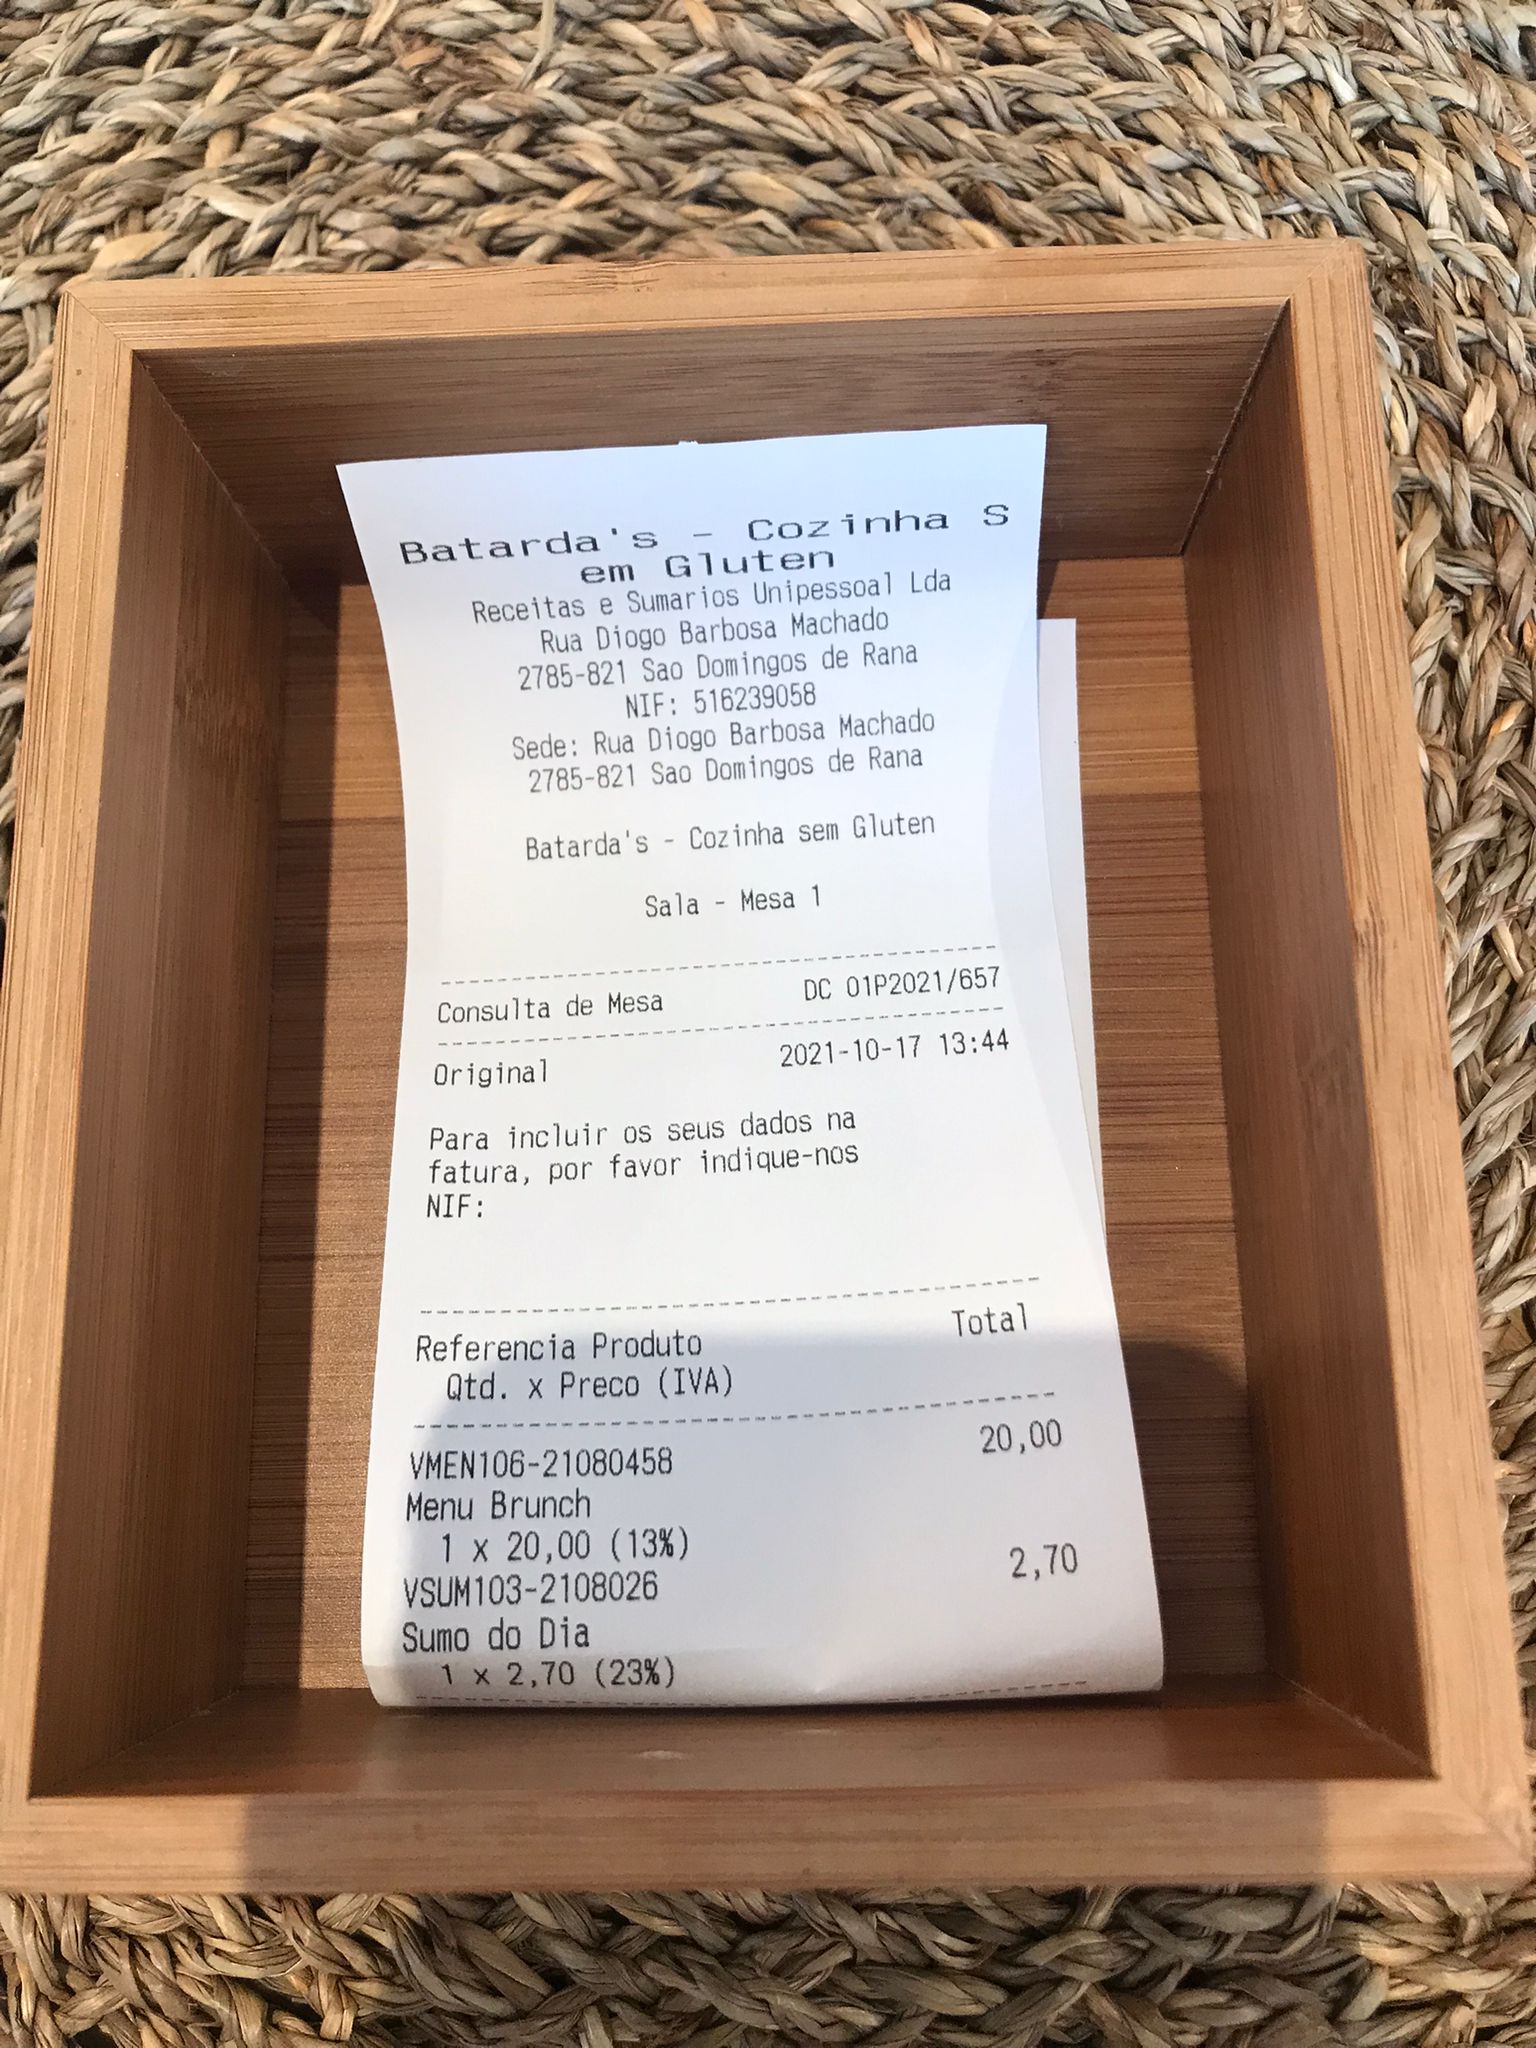 Batarda's - Cozinha S
em Gluten
Receitas e Sumarios Unipessoal Lda
Rua Diogo Barbosa Machado
2785-821 Sao Domingos de Rana
NIF: 516239058
Sede: Rua Diogo Barbosa Machado
2785-821 Sao Domingos de Rana
Batarda's - Cozinha sem Gluten
Sala - Mesa 1
Consulta de Mesa DC 01P2021/657
Original 2021-10-17 13:44
Para incluir os seus dados na
fatura, por favor indique-nos
NIF:
Referencia Produto Total
Qtd. x Preco (IVA)
VMEN106-21080458 20,00
Menu Brunch
1 x 20,00 (13%)
VSUM103-2108026 2,70
Sumo do Dia
1 x 2,70 (23%)